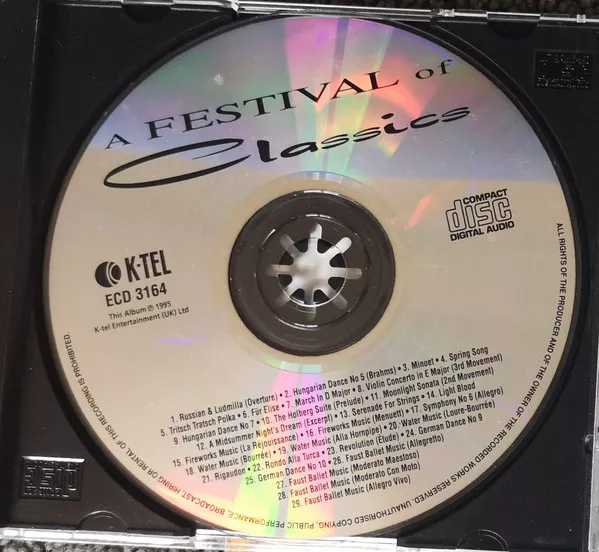 A FESTIVAL of
Classics
COMPACT
disc
DIGITAL AUDIO
K-TEL
ECD 3164
This Album ℗ 1995
K-tel Entertainment (UK) Ltd
1. Russian & Ludmilla (Overture) • 2. Hungarian Dance No 5 (Brahms) • 3. Minuet • 4. Spring Song
5. Tritsch Tratsch Polka • 6. Für Elise • 7. March In D Major • 8. Violin Concerto in E Major (3rd Movement)
9. Hungarian Dance No 7 • 10. The Holberg Suite (Prelude) • 11. Moonlight Sonata (2nd Movement)
12. A Midsummer Night's Dream (Excerpt) • 13. Serenade For Strings • 14. Light Blood
15. Fireworks Music (La Rejouissance) • 16. Fireworks Music (Menuett) • 17. Symphony No 6 (Allegro)
18. Water Music (Bourrée) • 19. Water Music (Alla Hornpipe) • 20. Water Music (Loure-Bourrée)
21. Rigaudon • 22. Rondo Alla Turca • 23. Revolution (Etude) • 24. German Dance No 9
25. German Dance No 10 • 26. Faust Ballet Music (Allegretto)
27. Faust Ballet Music (Moderato Maestoso)
28. Faust Ballet Music (Moderato Con Moto)
29. Faust Ballet Music (Allegro Vivo)
ALL RIGHTS OF THE PRODUCER AND OF THE OWNER OF THE RECORDED WORKS RESERVED. UNAUTHORISED COPYING, PUBLIC PERFORMANCE, BROADCAST, HIRING OR RENTAL OF THIS RECORDING IS PROHIBITED.